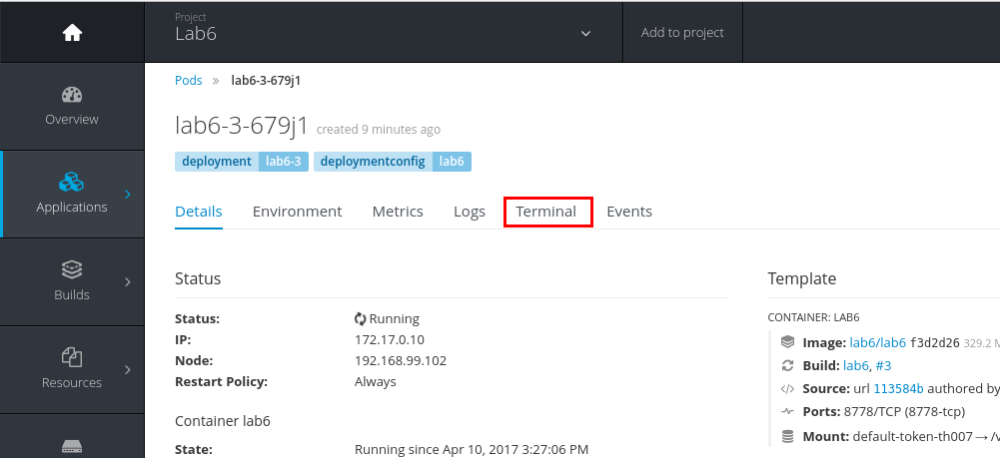 Project
Lab6
Add to project
Overview
Applications
Builds
Resources
Pods » lab6-3-679j1
lab6-3-679j1 created 9 minutes ago
deployment lab6-3 deploymentconfig lab6
Details Environment Metrics Logs Terminal Events
Status
Status: Running
IP: 172.17.0.10
Node: 192.168.99.102
Restart Policy: Always
Container lab6
State: Running since Apr 10, 2017 3:27:06 PM
Template
CONTAINER: LAB6
Image: lab6/lab6 f3d2d26 329.2
Build: lab6, #3
Source: url 113584b authored by
Ports: 8778/TCP (8778-tcp)
Mount: default-token-th007 →